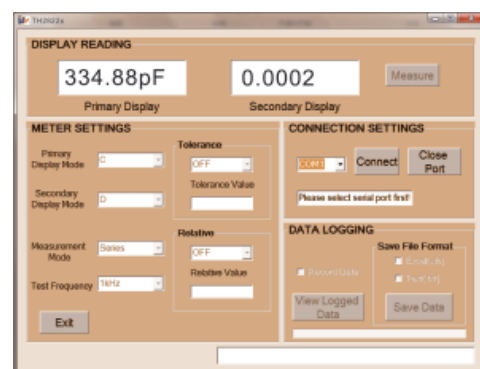 DISPLAY READING
334.88pF
0.0002
Measure
Primary Display
Secondary Display
METER SETTINGS
Primary
Display Mode
C
Secondary
Display Mode
D
Measurement
Mode
Series
Test Frequency
1kHz
Exit
Tolerance
OFF
Tolerance Value
Relative
OFF
Relative Value
CONNECTION SETTINGS
COM1
Connect
Close
Port
Please select serial port first!
DATA LOGGING
Record Data
Save File Format
View Logged
Data
Save Data